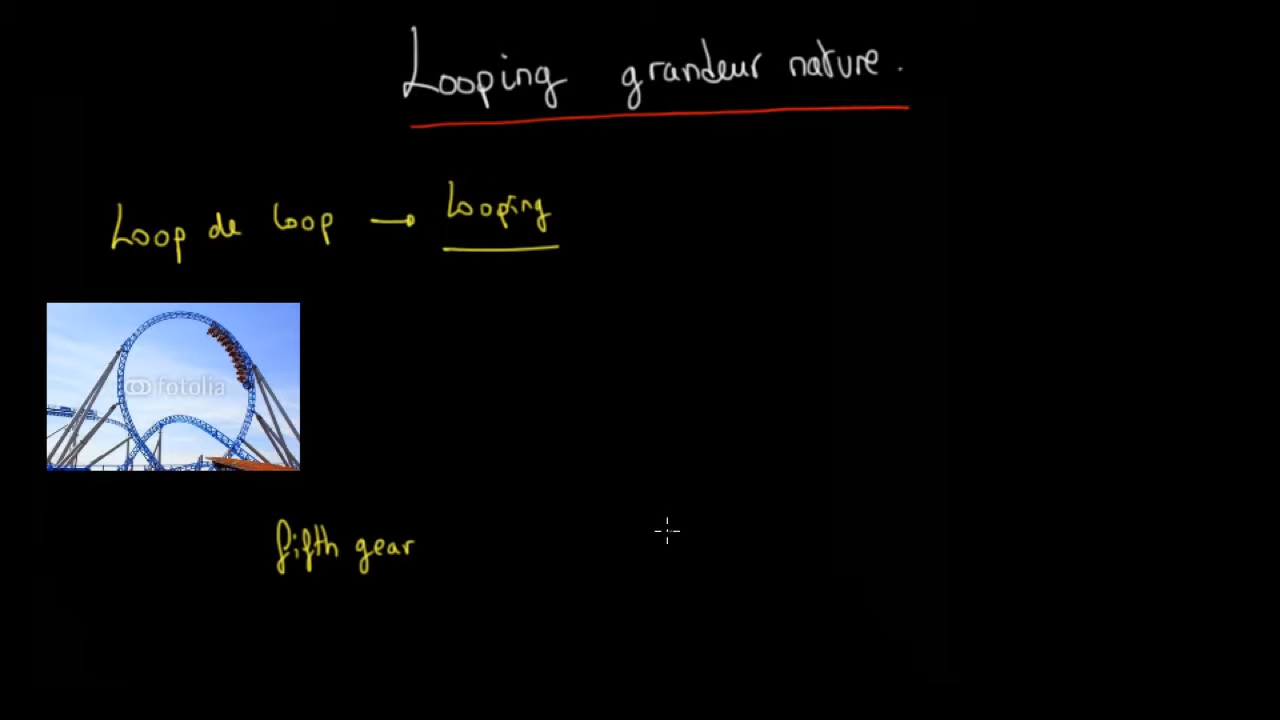 Looping grandeur nature.
Loop de loop → Looping
fotolia
fifth gear